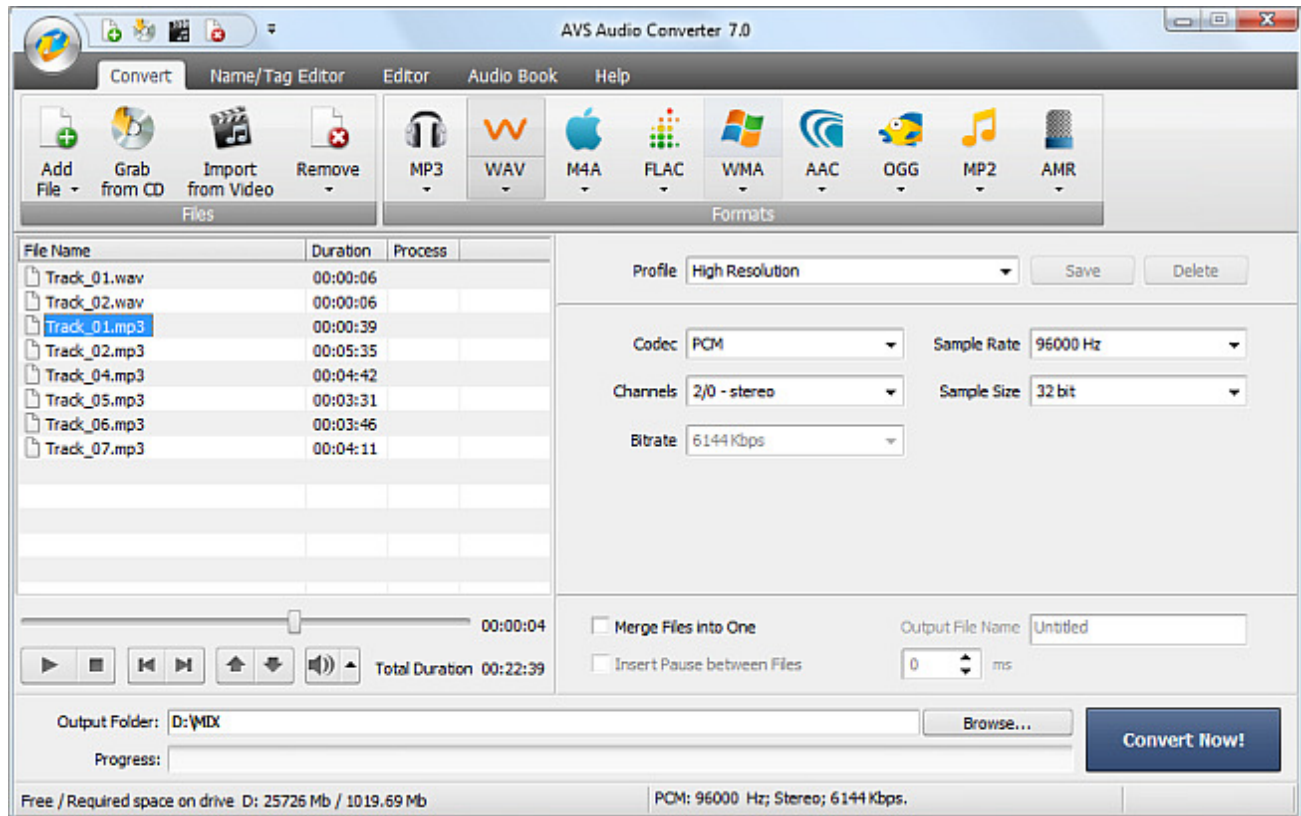 AVS Audio Converter 7.0
Convert Name/Tag Editor Editor Audio Book Help
Add File Grab from CD Import from Video Remove MP3 WAV M4A FLAC WMA AAC OGG MP2 AMR
Files Formats
File Name Duration Process
Track_01.wav 00:00:06
Track_02.wav 00:00:06
Track_01.mp3 00:00:39
Track_02.mp3 00:05:35
Track_04.mp3 00:04:42
Track_05.mp3 00:03:31
Track_06.mp3 00:03:46
Track_07.mp3 00:04:11
Profile High Resolution Save Delete
Codec PCM Sample Rate 96000 Hz
Channels 2/0 - stereo Sample Size 32 bit
Bitrate 6144 Kbps
00:00:04
Total Duration 00:22:39
Merge Files into One Output File Name Untitled
Insert Pause between Files 0 ms
Output Folder: D:\MIX Browse...
Progress:
Convert Now!
Free / Required space on drive D: 25726 Mb / 1019.69 Mb PCM: 96000 Hz; Stereo; 6144 Kbps.